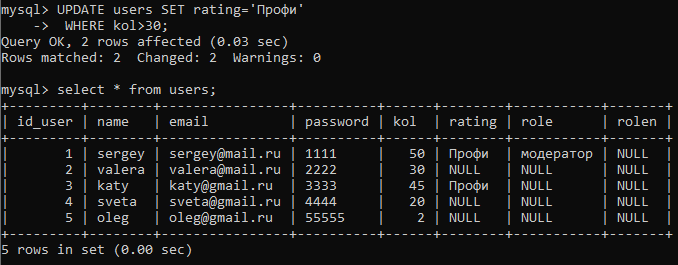 mysql> UPDATE users SET rating='Профи'
    ->  WHERE kol>30;
Query OK, 2 rows affected (0.03 sec)
Rows matched: 2  Changed: 2  Warnings: 0

mysql> select * from users;
+---------+--------+-----------------+----------+------+--------+-----------+-------+
| id_user | name   | email           | password | kol  | rating | role      | rolen |
+---------+--------+-----------------+----------+------+--------+-----------+-------+
|       1 | sergey | sergey@mail.ru  | 1111     |   50 | Профи  | модератор | NULL  |
|       2 | valera | valera@mail.ru  | 2222     |   30 | NULL   | NULL      | NULL  |
|       3 | katy   | katy@gmail.ru   | 3333     |   45 | Профи  | NULL      | NULL  |
|       4 | sveta  | sveta@gmail.ru  | 4444     |   20 | NULL   | NULL      | NULL  |
|       5 | oleg   | oleg@gmail.ru   | 55555    |    2 | NULL   | NULL      | NULL  |
+---------+--------+-----------------+----------+------+--------+-----------+-------+
5 rows in set (0.00 sec)